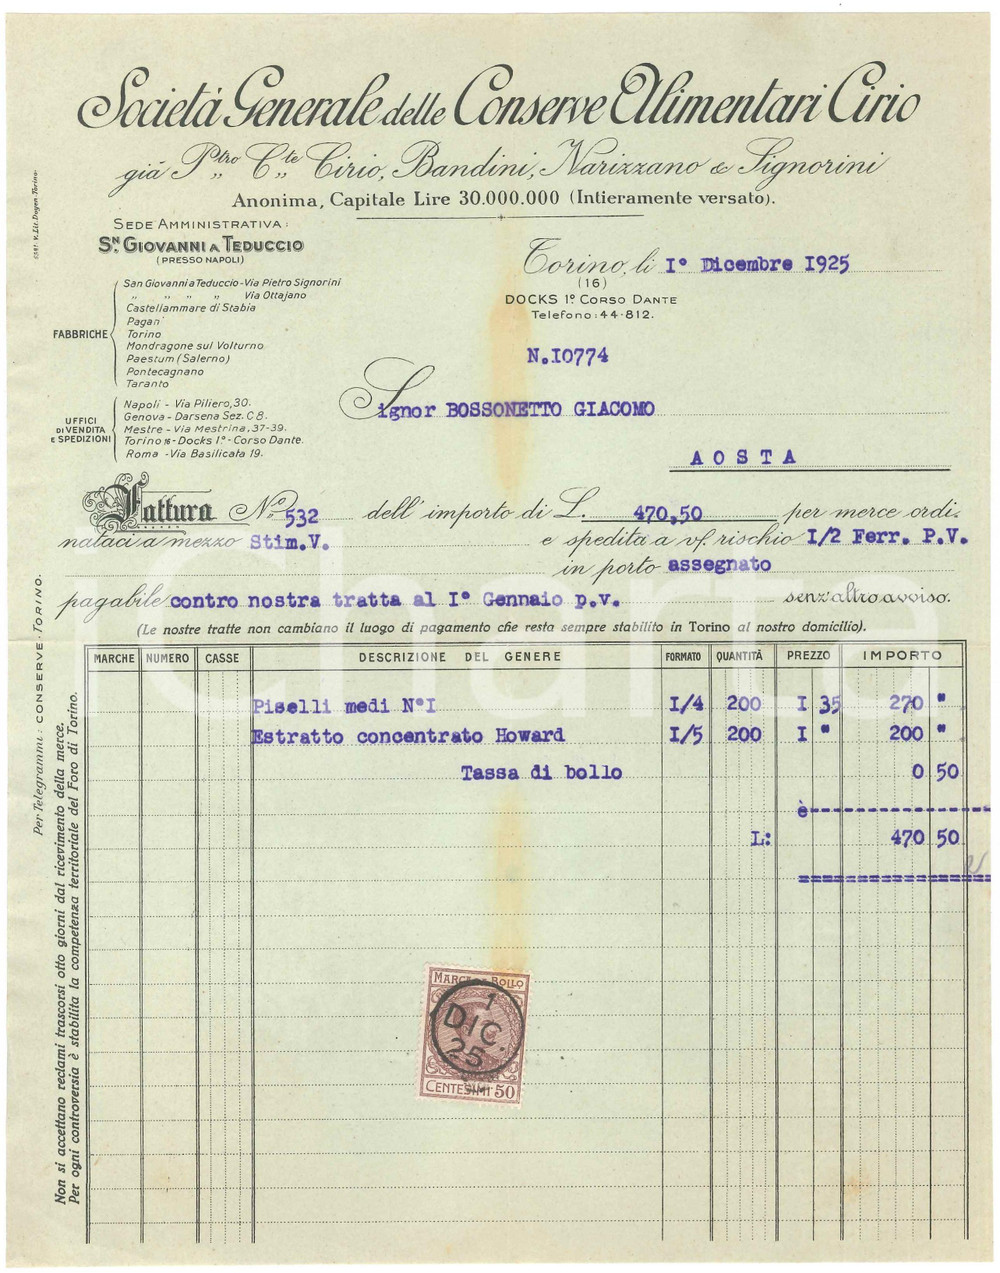 Società Generale delle Conserve Alimentari Cirio
già P.tro C.te Cirio, Bandini, Narizzano & Signorini
Anonima, Capitale Lire 30.000.000 (Intieramente versato).
SEDE AMMINISTRATIVA:
SN. GIOVANNI A TEDUCCIO
(PRESSO NAPOLI)
FABBRICHE
San Giovanni a Teduccio - Via Pietro Signorini
" " " " Via Ottajano
Castellammare di Stabia
Pagani
Torino
Mondragone sul Volturno
Paestum (Salerno)
Pontecagnano
Taranto
UFFICI
DI VENDITA
E SPEDIZIONI
Napoli - Via Piliero, 30.
Genova - Darsena Sez. C 8.
Mestre - Via Mestrina, 37-39.
Torino 16 - Docks 1.° - Corso Dante.
Roma - Via Basilicata 19.
Torino, li I° Dicembre I925
(16)
DOCKS 1° CORSO DANTE
Telefono: 44-812.
N.I0774
Signor BOSSONETTO GIACOMO
AOSTA
Fattura No 532 dell'importo di L. 470,50 per merce ordi-
nataci a mezzo Stim.V. e spedita a vs. rischio I/2 Ferr. P.V.
in porto assegnato
pagabile contro nostra tratta al I° Gennaio p.v. senz'altro avviso.
(Le nostre tratte non cambiano il luogo di pagamento che resta sempre stabilito in Torino al nostro domicilio).
MARCHE NUMERO CASSE DESCRIZIONE DEL GENERE FORMATO QUANTITÀ PREZZO IMPORTO
Piselli medi N°I I/4 200 I 35 270 "
Estratto concentrato Howard I/5 200 I " 200 "
Tassa di bollo 0 50
è------------------
L: 470 50
==================
MARCA DA BOLLO
1
DIC.
25
CENTESIMI 50
Per Telegrammi: CONSERVE - TORINO.
Non si accettano reclami trascorsi otto giorni dal ricevimento della merce.
Per ogni controversia è stabilita la competenza territoriale del Foro di Torino.
Charta